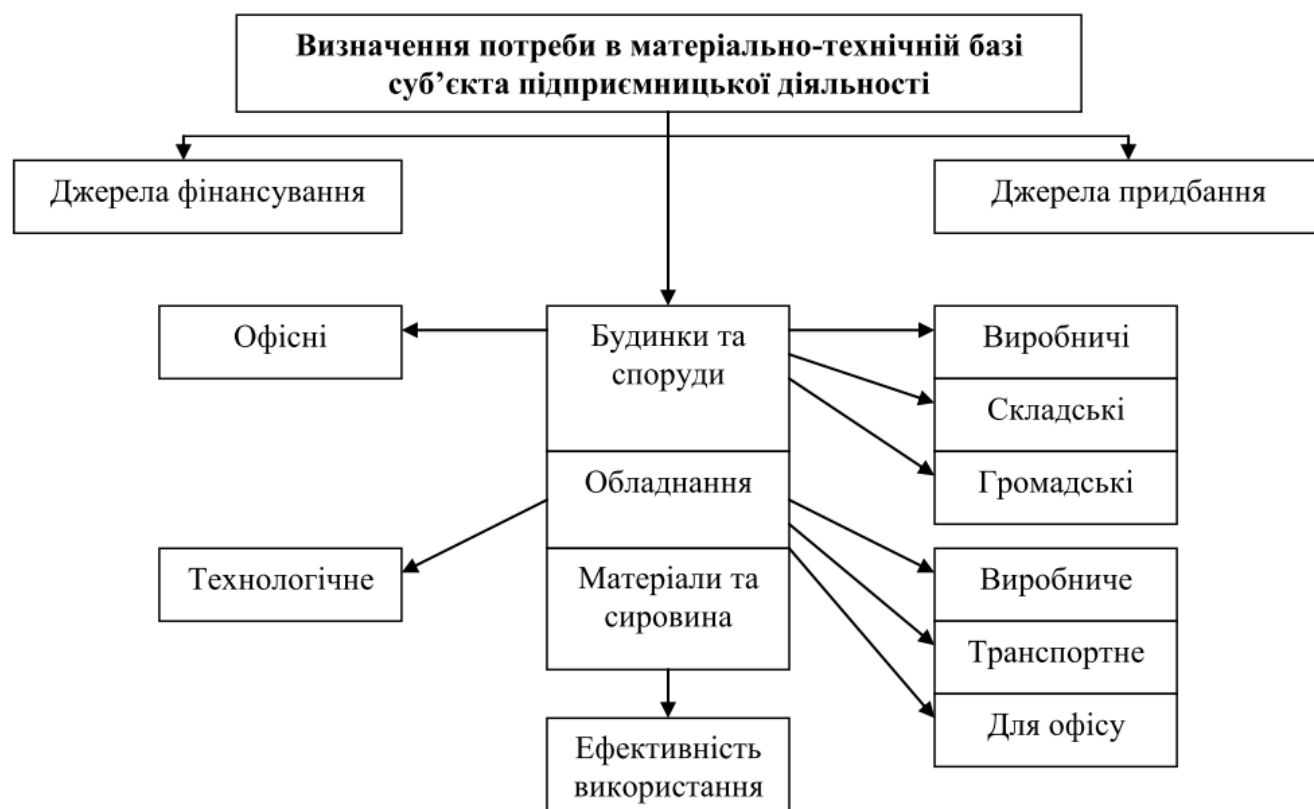 Визначення потреби в матеріально-технічній базі
суб’єкта підприємницької діяльності
Джерела фінансування
Джерела придбання
Офісні
Будинки та
споруди
Виробничі
Складські
Громадські
Обладнання
Технологічне
Матеріали та
сировина
Виробниче
Транспортне
Для офісу
Ефективність
використання